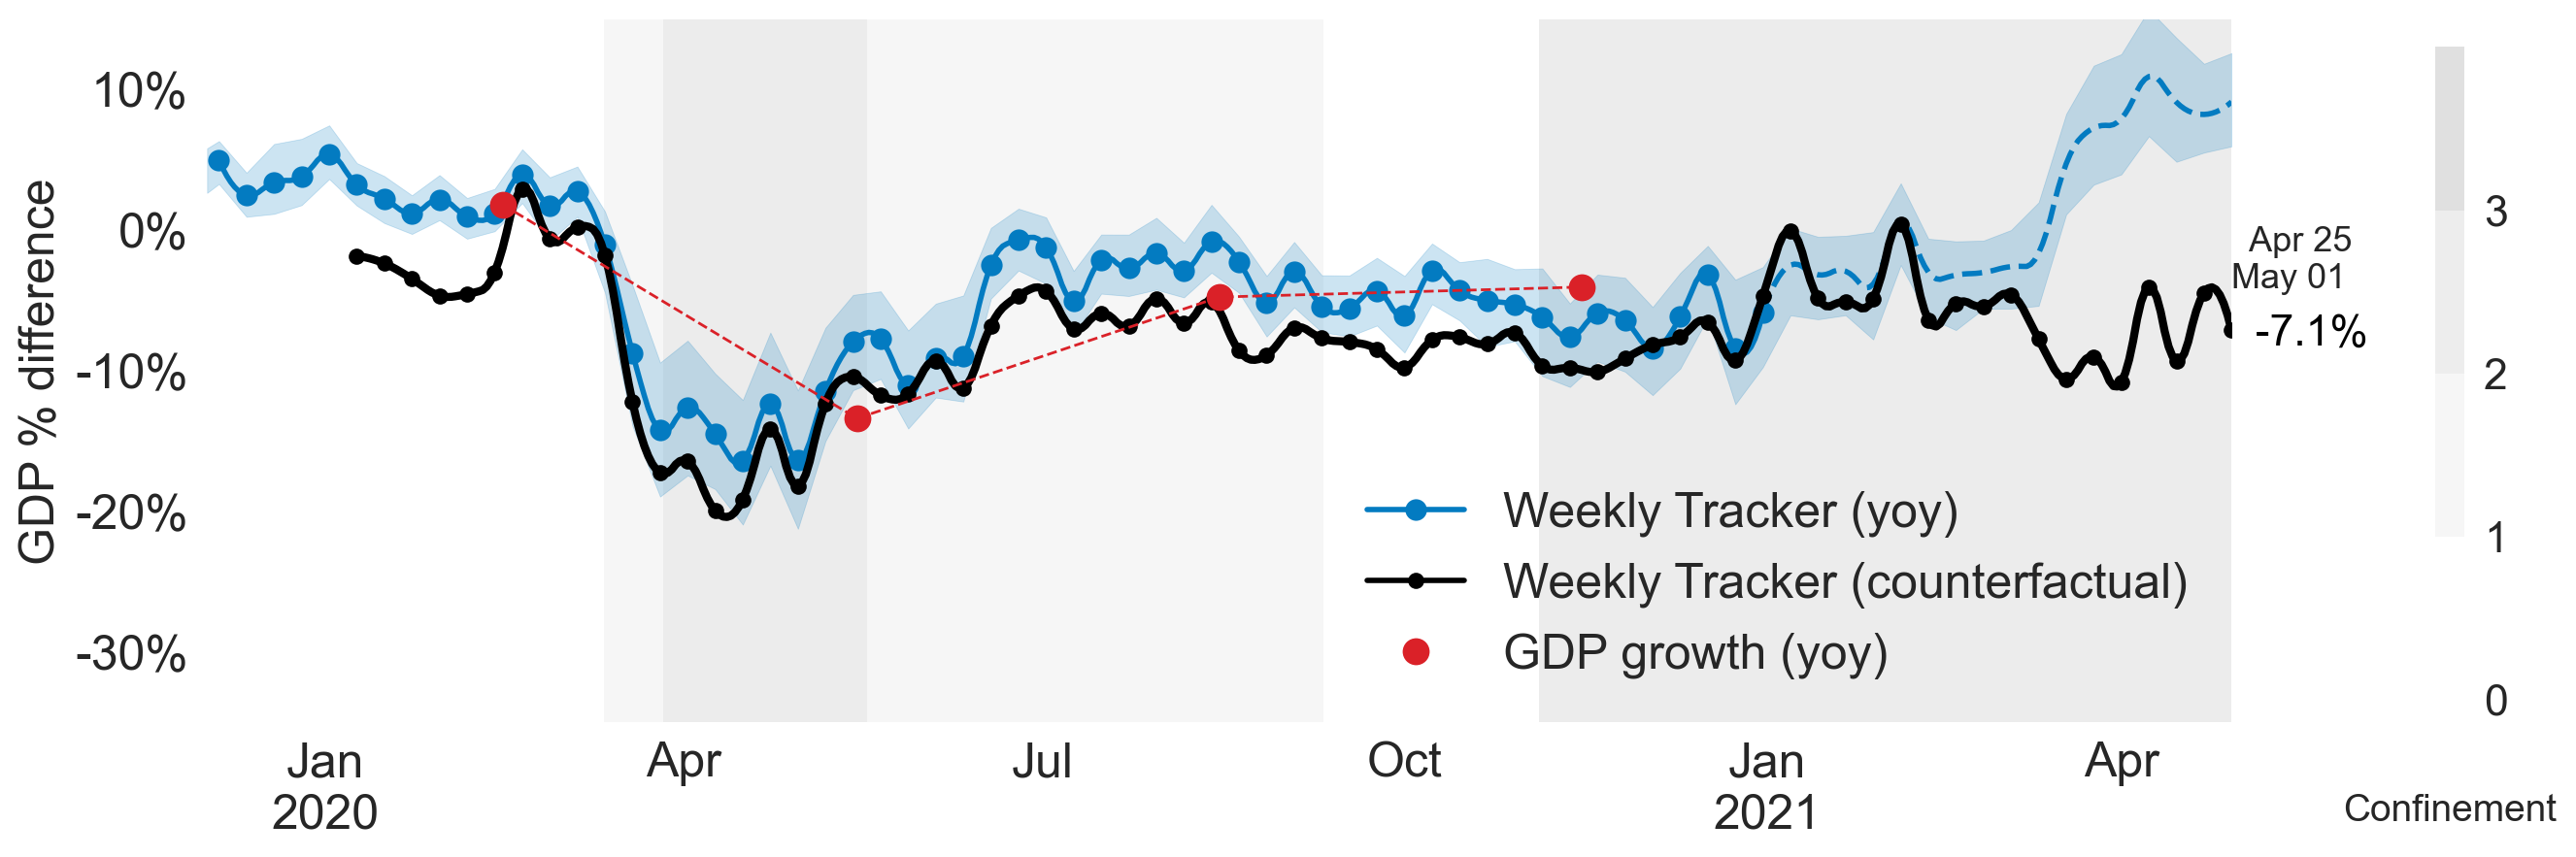 GDP % difference
10%
0%
-10%
-20%
-30%
Jan
2020
Apr
Jul
Oct
Jan
2021
Apr
Weekly Tracker (yoy)
Weekly Tracker (counterfactual)
GDP growth (yoy)
Apr 25
May 01
-7.1%
3
2
1
0
Confinement